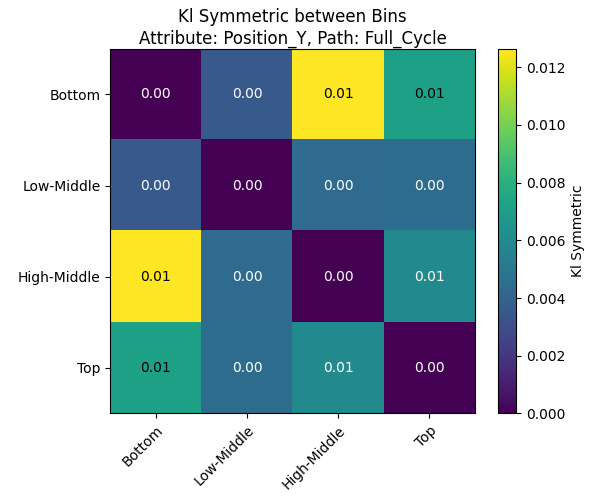 Kl Symmetric between Bins
Attribute: Position_Y, Path: Full_Cycle
Bottom 0.00 0.00 0.01 0.01
Low-Middle 0.00 0.00 0.00 0.00
High-Middle 0.01 0.00 0.00 0.01
Top 0.01 0.00 0.01 0.00
Bottom Low-Middle High-Middle Top
0.012
0.010
0.008
0.006
0.004
0.002
0.000
Kl Symmetric